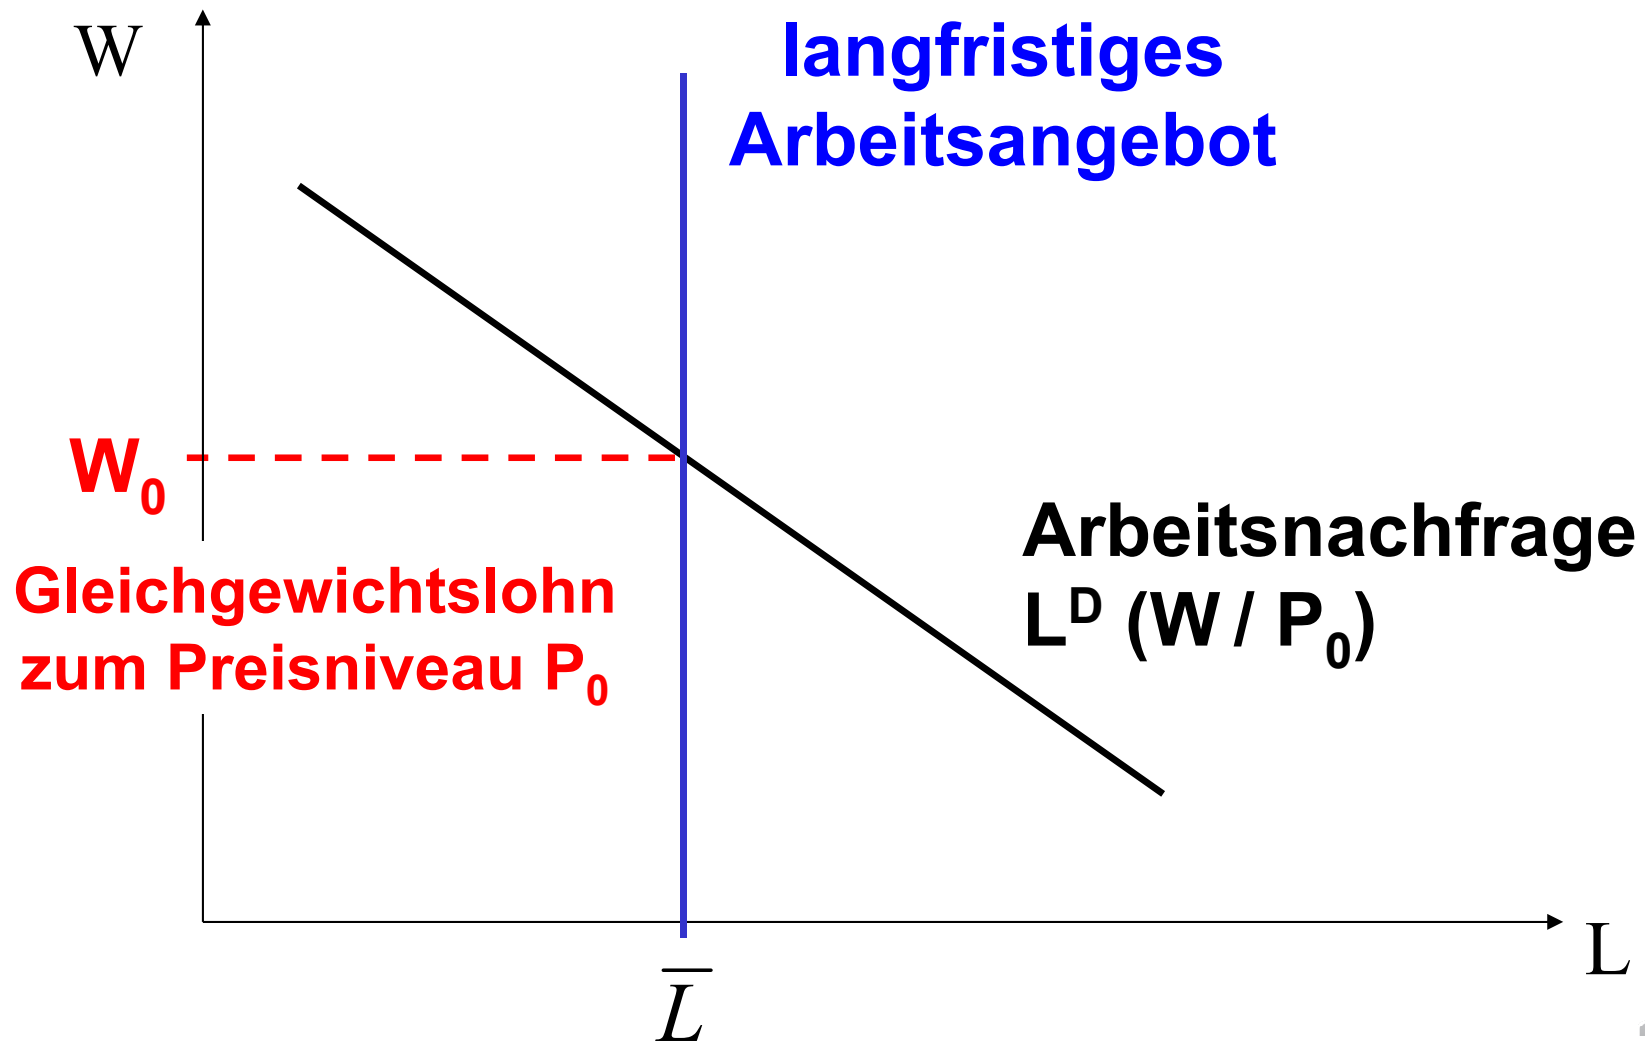 W
langfristiges
Arbeitsangebot
W₀
Arbeitsnachfrage
Lᴰ (W / P₀)
Gleichgewichtslohn
zum Preisniveau P₀
L
L̅